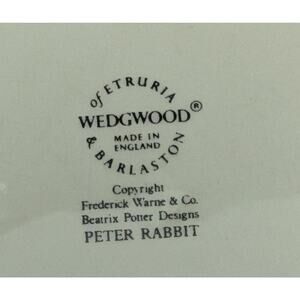 of ETRURIA
WEDGWOOD®
MADE IN
ENGLAND
& BARLASTON
Copyright
Frederick Warne & Co.
Beatrix Potter Designs
PETER RABBIT